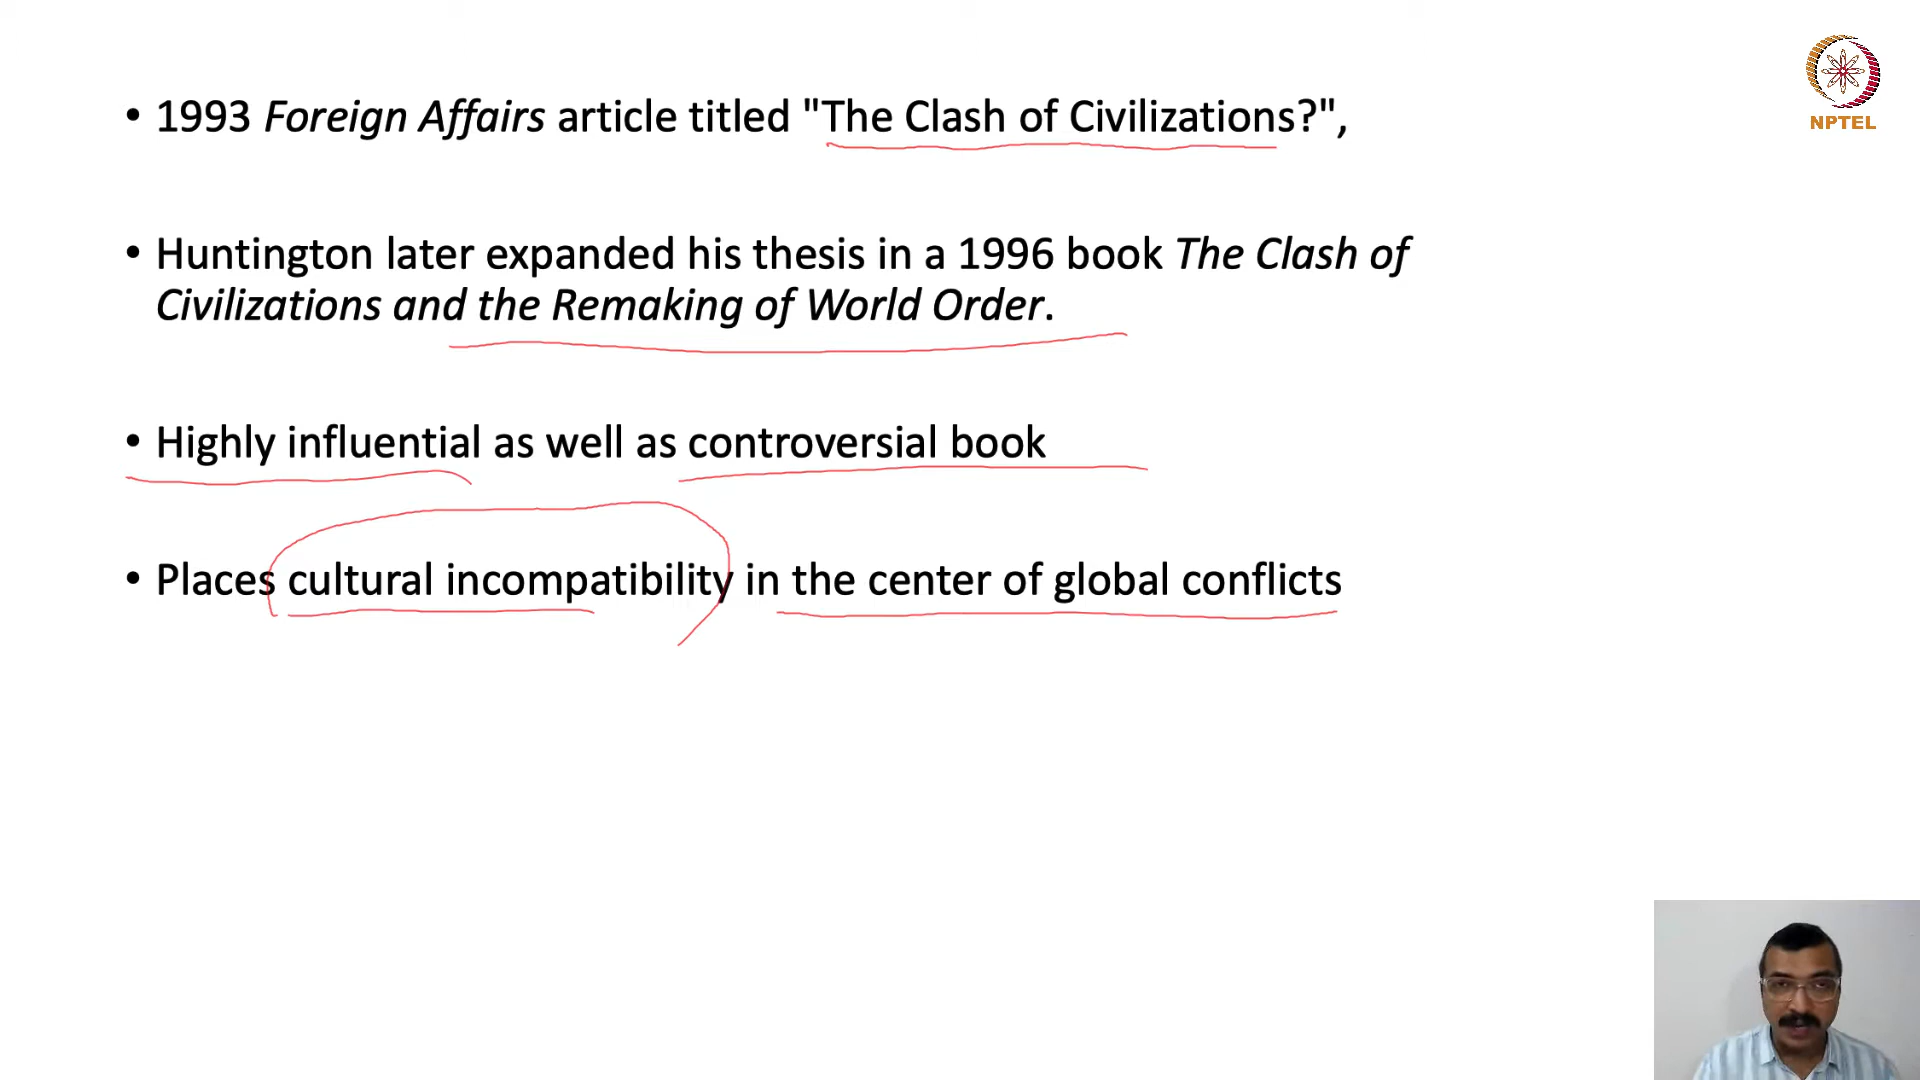 • 1993 Foreign Affairs article titled "The Clash of Civilizations?",
NPTEL
• Huntington later expanded his thesis in a 1996 book The Clash of
Civilizations and the Remaking of World Order.
• Highly influential as well as controversial book
• Places cultural incompatibility in the center of global conflicts